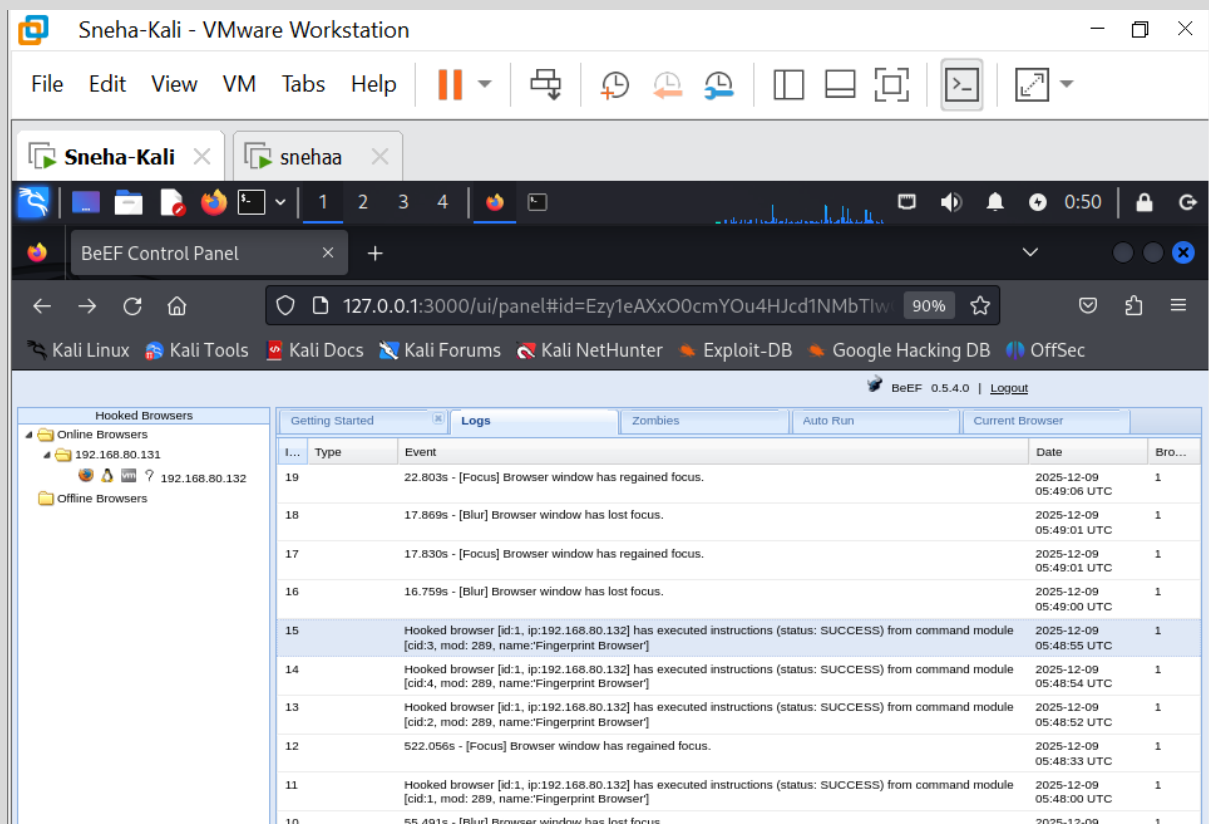 Sneha-Kali - VMware Workstation
File Edit View VM Tabs Help
Sneha-Kali snehaa
1 2 3 4 0:50
BeEF Control Panel
127.0.0.1:3000/ui/panel#id=Ezy1eAXxO0cmYOu4HJcd1NMbTIw 90%
Kali Linux Kali Tools Kali Docs Kali Forums Kali NetHunter Exploit-DB Google Hacking DB OffSec
BeEF 0.5.4.0 | Logout
Hooked Browsers
Online Browsers
192.168.80.131
? 192.168.80.132
Offline Browsers
Getting Started Logs Zombies Auto Run Current Browser
I... Type Event Date Bro...
19 22.803s - [Focus] Browser window has regained focus. 2025-12-09 1
05:49:06 UTC
18 17.869s - [Blur] Browser window has lost focus. 2025-12-09 1
05:49:01 UTC
17 17.830s - [Focus] Browser window has regained focus. 2025-12-09 1
05:49:01 UTC
16 16.759s - [Blur] Browser window has lost focus. 2025-12-09 1
05:49:00 UTC
15 Hooked browser [id:1, ip:192.168.80.132] has executed instructions (status: SUCCESS) from command module 2025-12-09 1
[cid:3, mod: 289, name:'Fingerprint Browser'] 05:48:55 UTC
14 Hooked browser [id:1, ip:192.168.80.132] has executed instructions (status: SUCCESS) from command module 2025-12-09 1
[cid:4, mod: 289, name:'Fingerprint Browser'] 05:48:54 UTC
13 Hooked browser [id:1, ip:192.168.80.132] has executed instructions (status: SUCCESS) from command module 2025-12-09 1
[cid:2, mod: 289, name:'Fingerprint Browser'] 05:48:52 UTC
12 522.056s - [Focus] Browser window has regained focus. 2025-12-09 1
05:48:33 UTC
11 Hooked browser [id:1, ip:192.168.80.132] has executed instructions (status: SUCCESS) from command module 2025-12-09 1
[cid:1, mod: 289, name:'Fingerprint Browser'] 05:48:00 UTC
10 55.491s - [Blur] Browser window has lost focus. 2025-12-09 1